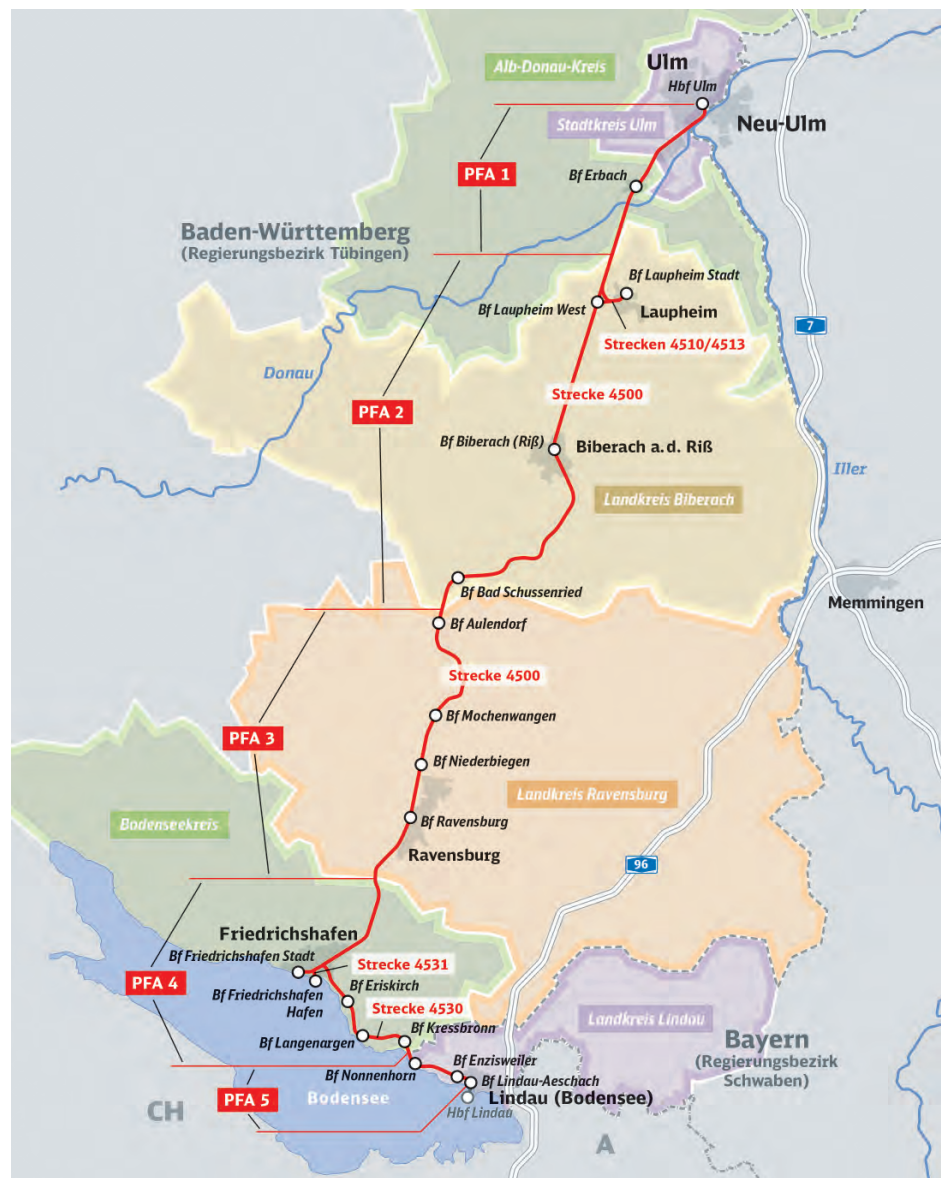 Ulm
Alb-Donau-Kreis
Hbf Ulm
Stadtkreis Ulm
Neu-Ulm
PFA 1
Bf Erbach
Baden-Württemberg
(Regierungsbezirk Tübingen)
Bf Laupheim Stadt
Bf Laupheim West
Laupheim
7
Strecken 4510/4513
Donau
Strecke 4500
PFA 2
Bf Biberach (Riß)
Biberach a.d. Riß
Iller
Landkreis Biberach
Bf Bad Schussenried
Memmingen
Bf Aulendorf
Strecke 4500
Bf Mochenwangen
PFA 3
Bf Niederbiegen
Landkreis Ravensburg
Bodenseekreis
Bf Ravensburg
Ravensburg
96
Friedrichshafen
Bf Friedrichshafen Stadt
Strecke 4531
PFA 4
Bf Eriskirch
Bf Friedrichshafen
Hafen
Strecke 4530
Landkreis Lindau
Bf Kressbronn
Bf Langenargen
Bayern
(Regierungsbezirk
Schwaben)
Bf Enzisweiler
Bf Nonnenhorn
Bf Lindau-Aeschach
PFA 5
Bodensee
Lindau (Bodensee)
Hbf Lindau
CH
A